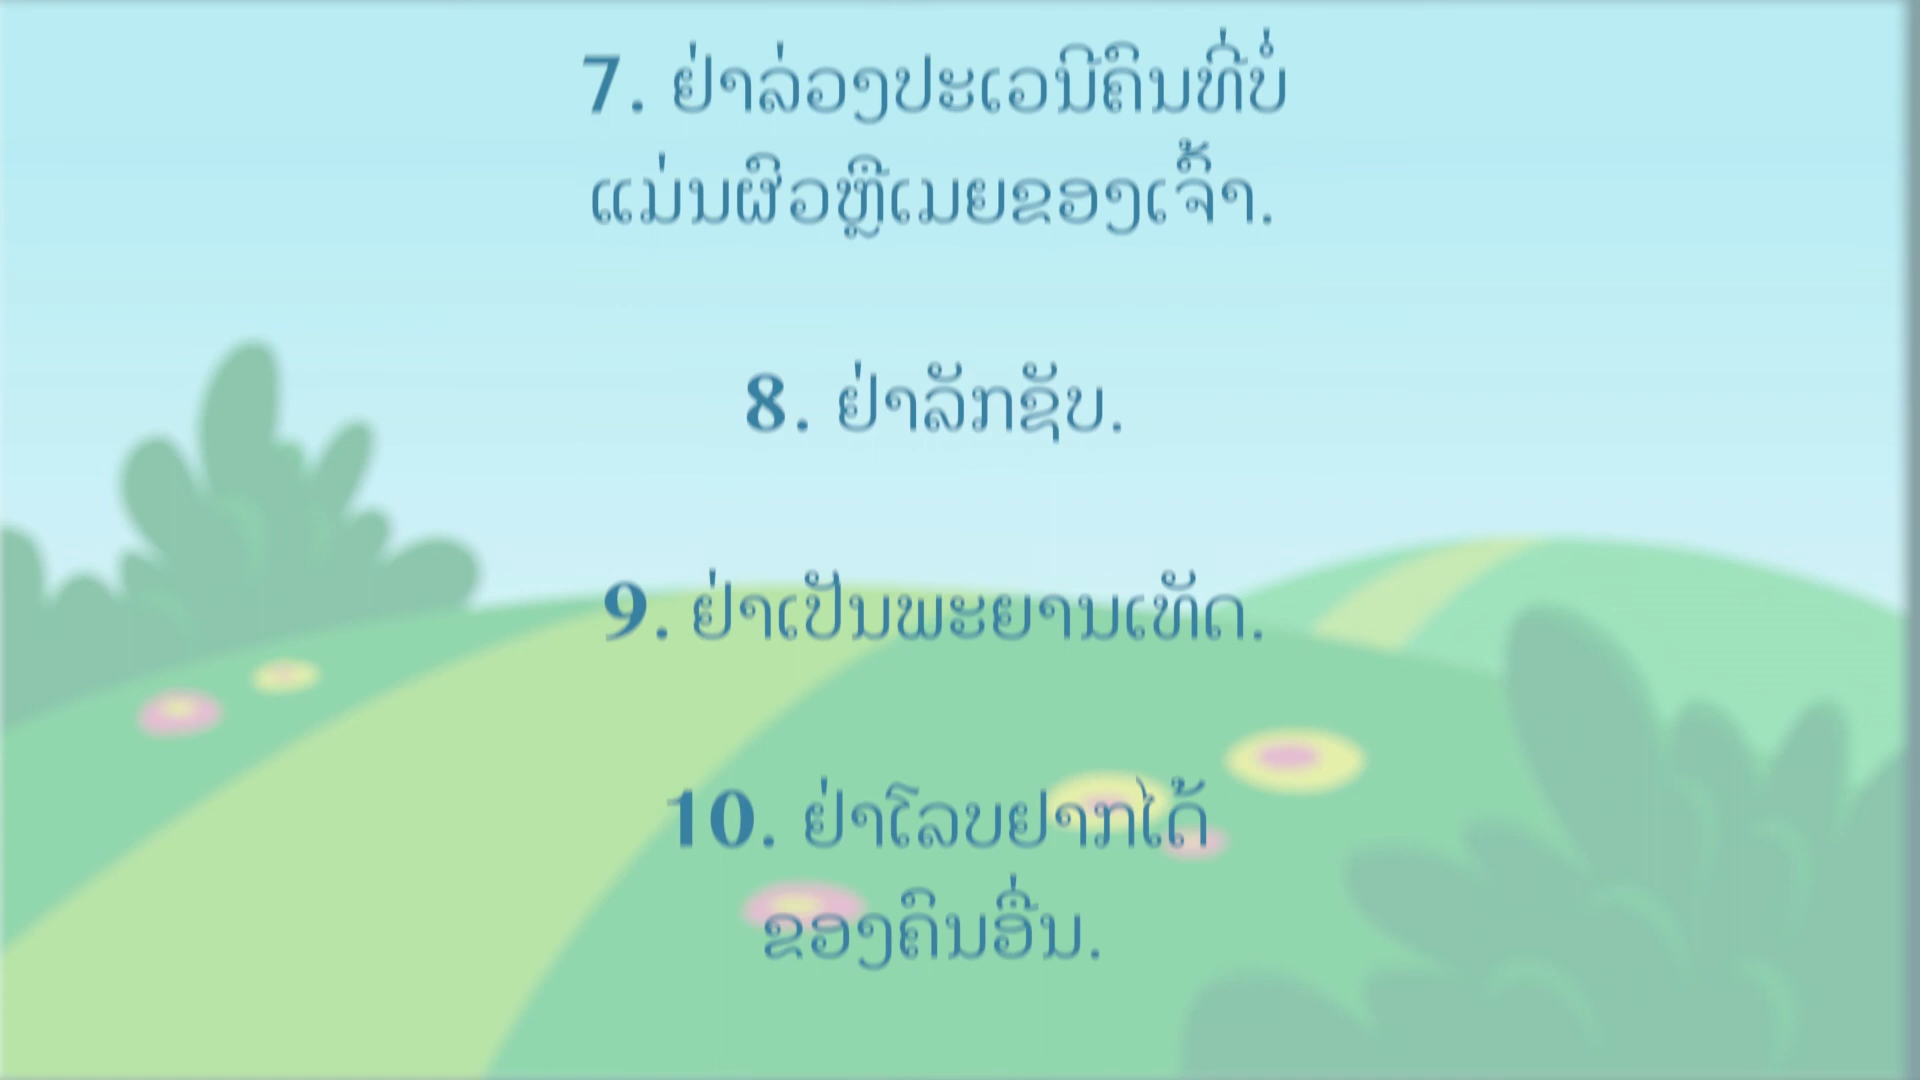 7. ຢ່າລ່ວງປະເວນີຄົນທີ່ບໍ່
ແມ່ນຜົວຫຼືເມຍຂອງເຈົ້າ.
8. ຢ່າລັກຊັບ.
9. ຢ່າເປັນພະຍານເທັດ.
10. ຢ່າໂລບຢາກໄດ້
ຂອງຄົນອື່ນ.